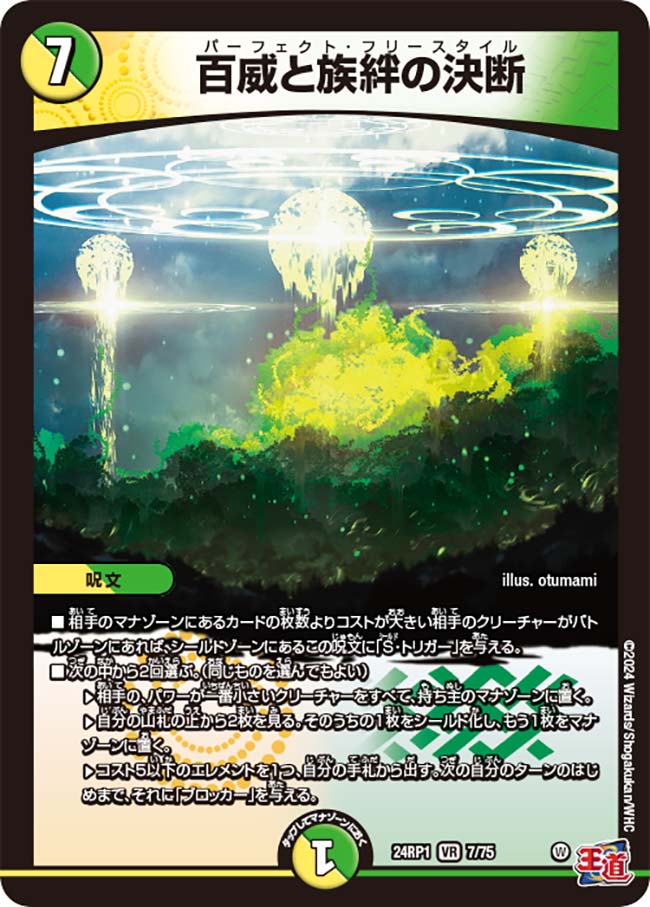 7
パーフェクト・フリースタイル
百威と族絆の決断
呪文
illus. otumami
■相手のマナゾーンにあるカードの枚数よりコストが大きい相手のクリーチャーがバト
ルゾーンにあれば、シールドゾーンにあるこの呪文に「S・トリガー」を与える。
■次の中から2回選ぶ。(同じものを選んでもよい)
▶相手の、パワーが一番小さいクリーチャーをすべて、持ち主のマナゾーンに置く。
▶自分の山札の上から2枚を見る。そのうちの1枚をシールド化し、もう1枚をマナ
ゾーンに置く。
▶コスト5以下のエレメントを1つ、自分の手札から出す。次の自分のターンのはじ
めまで、それに「ブロッカー」を与える。
タップしてマナゾーンにおく
1
24RP1 VR 7/75
W
王道
©2024 Wizards/Shogakukan/WHC